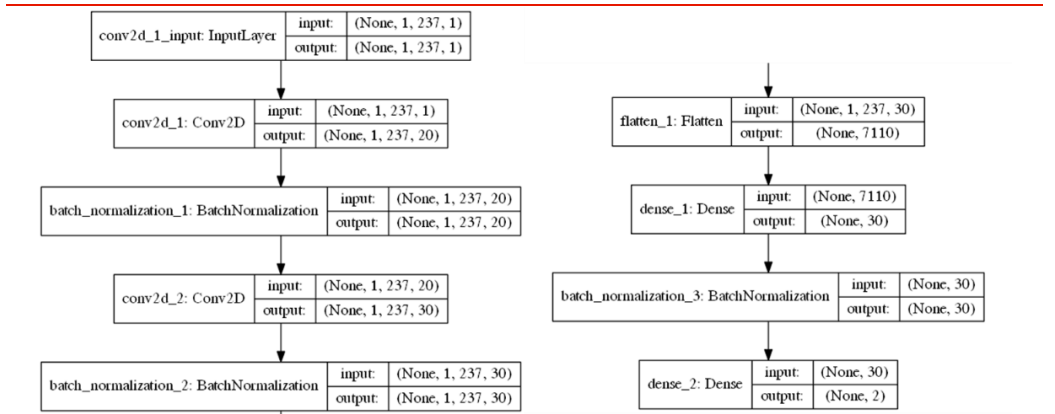 conv2d_1_input: InputLayer
input: (None, 1, 237, 1)
output: (None, 1, 237, 1)
conv2d_1: Conv2D
input: (None, 1, 237, 1)
output: (None, 1, 237, 20)
batch_normalization_1: BatchNormalization
input: (None, 1, 237, 20)
output: (None, 1, 237, 20)
conv2d_2: Conv2D
input: (None, 1, 237, 20)
output: (None, 1, 237, 30)
batch_normalization_2: BatchNormalization
input: (None, 1, 237, 30)
output: (None, 1, 237, 30)
flatten_1: Flatten
input: (None, 1, 237, 30)
output: (None, 7110)
dense_1: Dense
input: (None, 7110)
output: (None, 30)
batch_normalization_3: BatchNormalization
input: (None, 30)
output: (None, 30)
dense_2: Dense
input: (None, 30)
output: (None, 2)